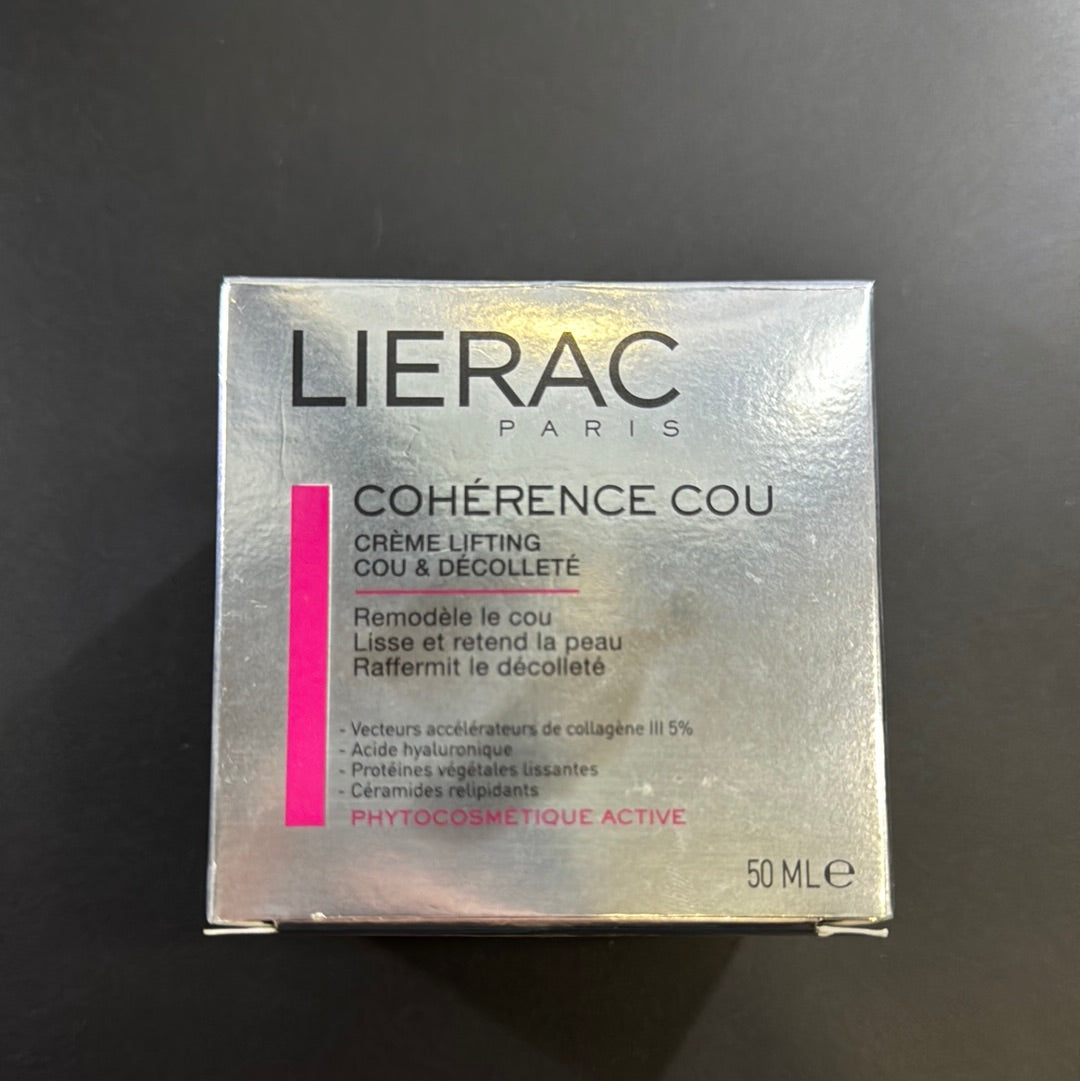 LIERAC
PARIS
COHÉRENCE COU
CRÈME LIFTING
COU & DÉCOLLETÉ
Remodèle le cou
Lisse et retend la peau
Raffermit le décolleté
- Vecteurs accélérateurs de collagène III 5%
- Acide hyaluronique
- Protéines végétales lissantes
- Céramides relipidants
PHYTOCOSMÉTIQUE ACTIVE
50 ML℮